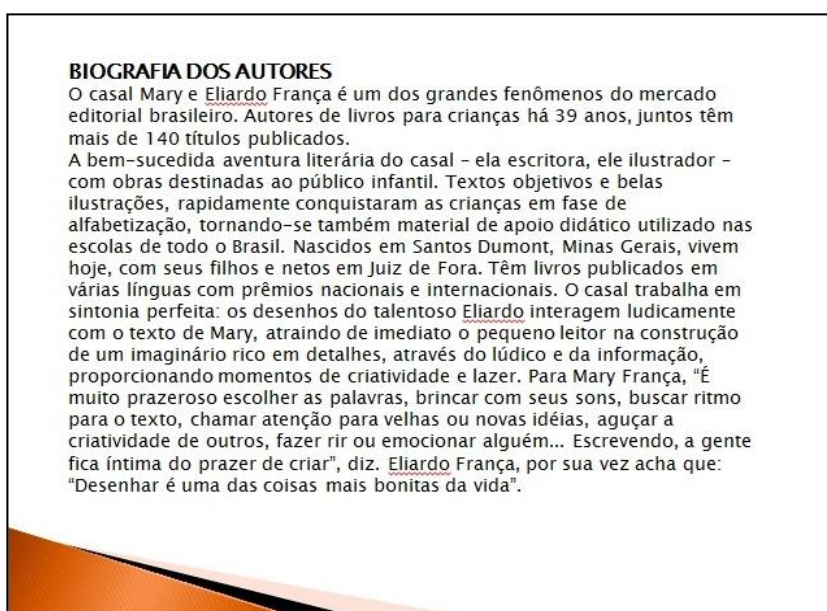 BIOGRAFIA DOS AUTORES
O casal Mary e Eliardo França é um dos grandes fenômenos do mercado
editorial brasileiro. Autores de livros para crianças há 39 anos, juntos têm
mais de 140 títulos publicados.
A bem-sucedida aventura literária do casal – ela escritora, ele ilustrador –
com obras destinadas ao público infantil. Textos objetivos e belas
ilustrações, rapidamente conquistaram as crianças em fase de
alfabetização, tornando-se também material de apoio didático utilizado nas
escolas de todo o Brasil. Nascidos em Santos Dumont, Minas Gerais, vivem
hoje, com seus filhos e netos em Juiz de Fora. Têm livros publicados em
várias línguas com prêmios nacionais e internacionais. O casal trabalha em
sintonia perfeita: os desenhos do talentoso Eliardo interagem ludicamente
com o texto de Mary, atraindo de imediato o pequeno leitor na construção
de um imaginário rico em detalhes, através do lúdico e da informação,
proporcionando momentos de criatividade e lazer. Para Mary França, “É
muito prazeroso escolher as palavras, brincar com seus sons, buscar ritmo
para o texto, chamar atenção para velhas ou novas idéias, aguçar a
criatividade de outros, fazer rir ou emocionar alguém... Escrevendo, a gente
fica íntima do prazer de criar”, diz. Eliardo França, por sua vez acha que:
“Desenhar é uma das coisas mais bonitas da vida”.